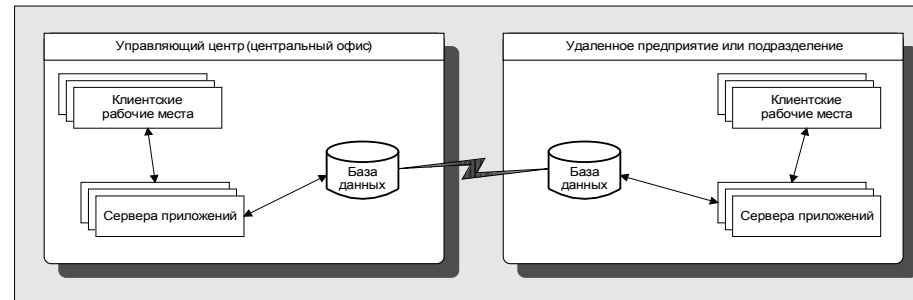 Управляющий центр (центральный офис)
Клиентские
рабочие места
База
данных
Сервера приложений
Удаленное предприятие или подразделение
Клиентские
рабочие места
База
данных
Сервера приложений